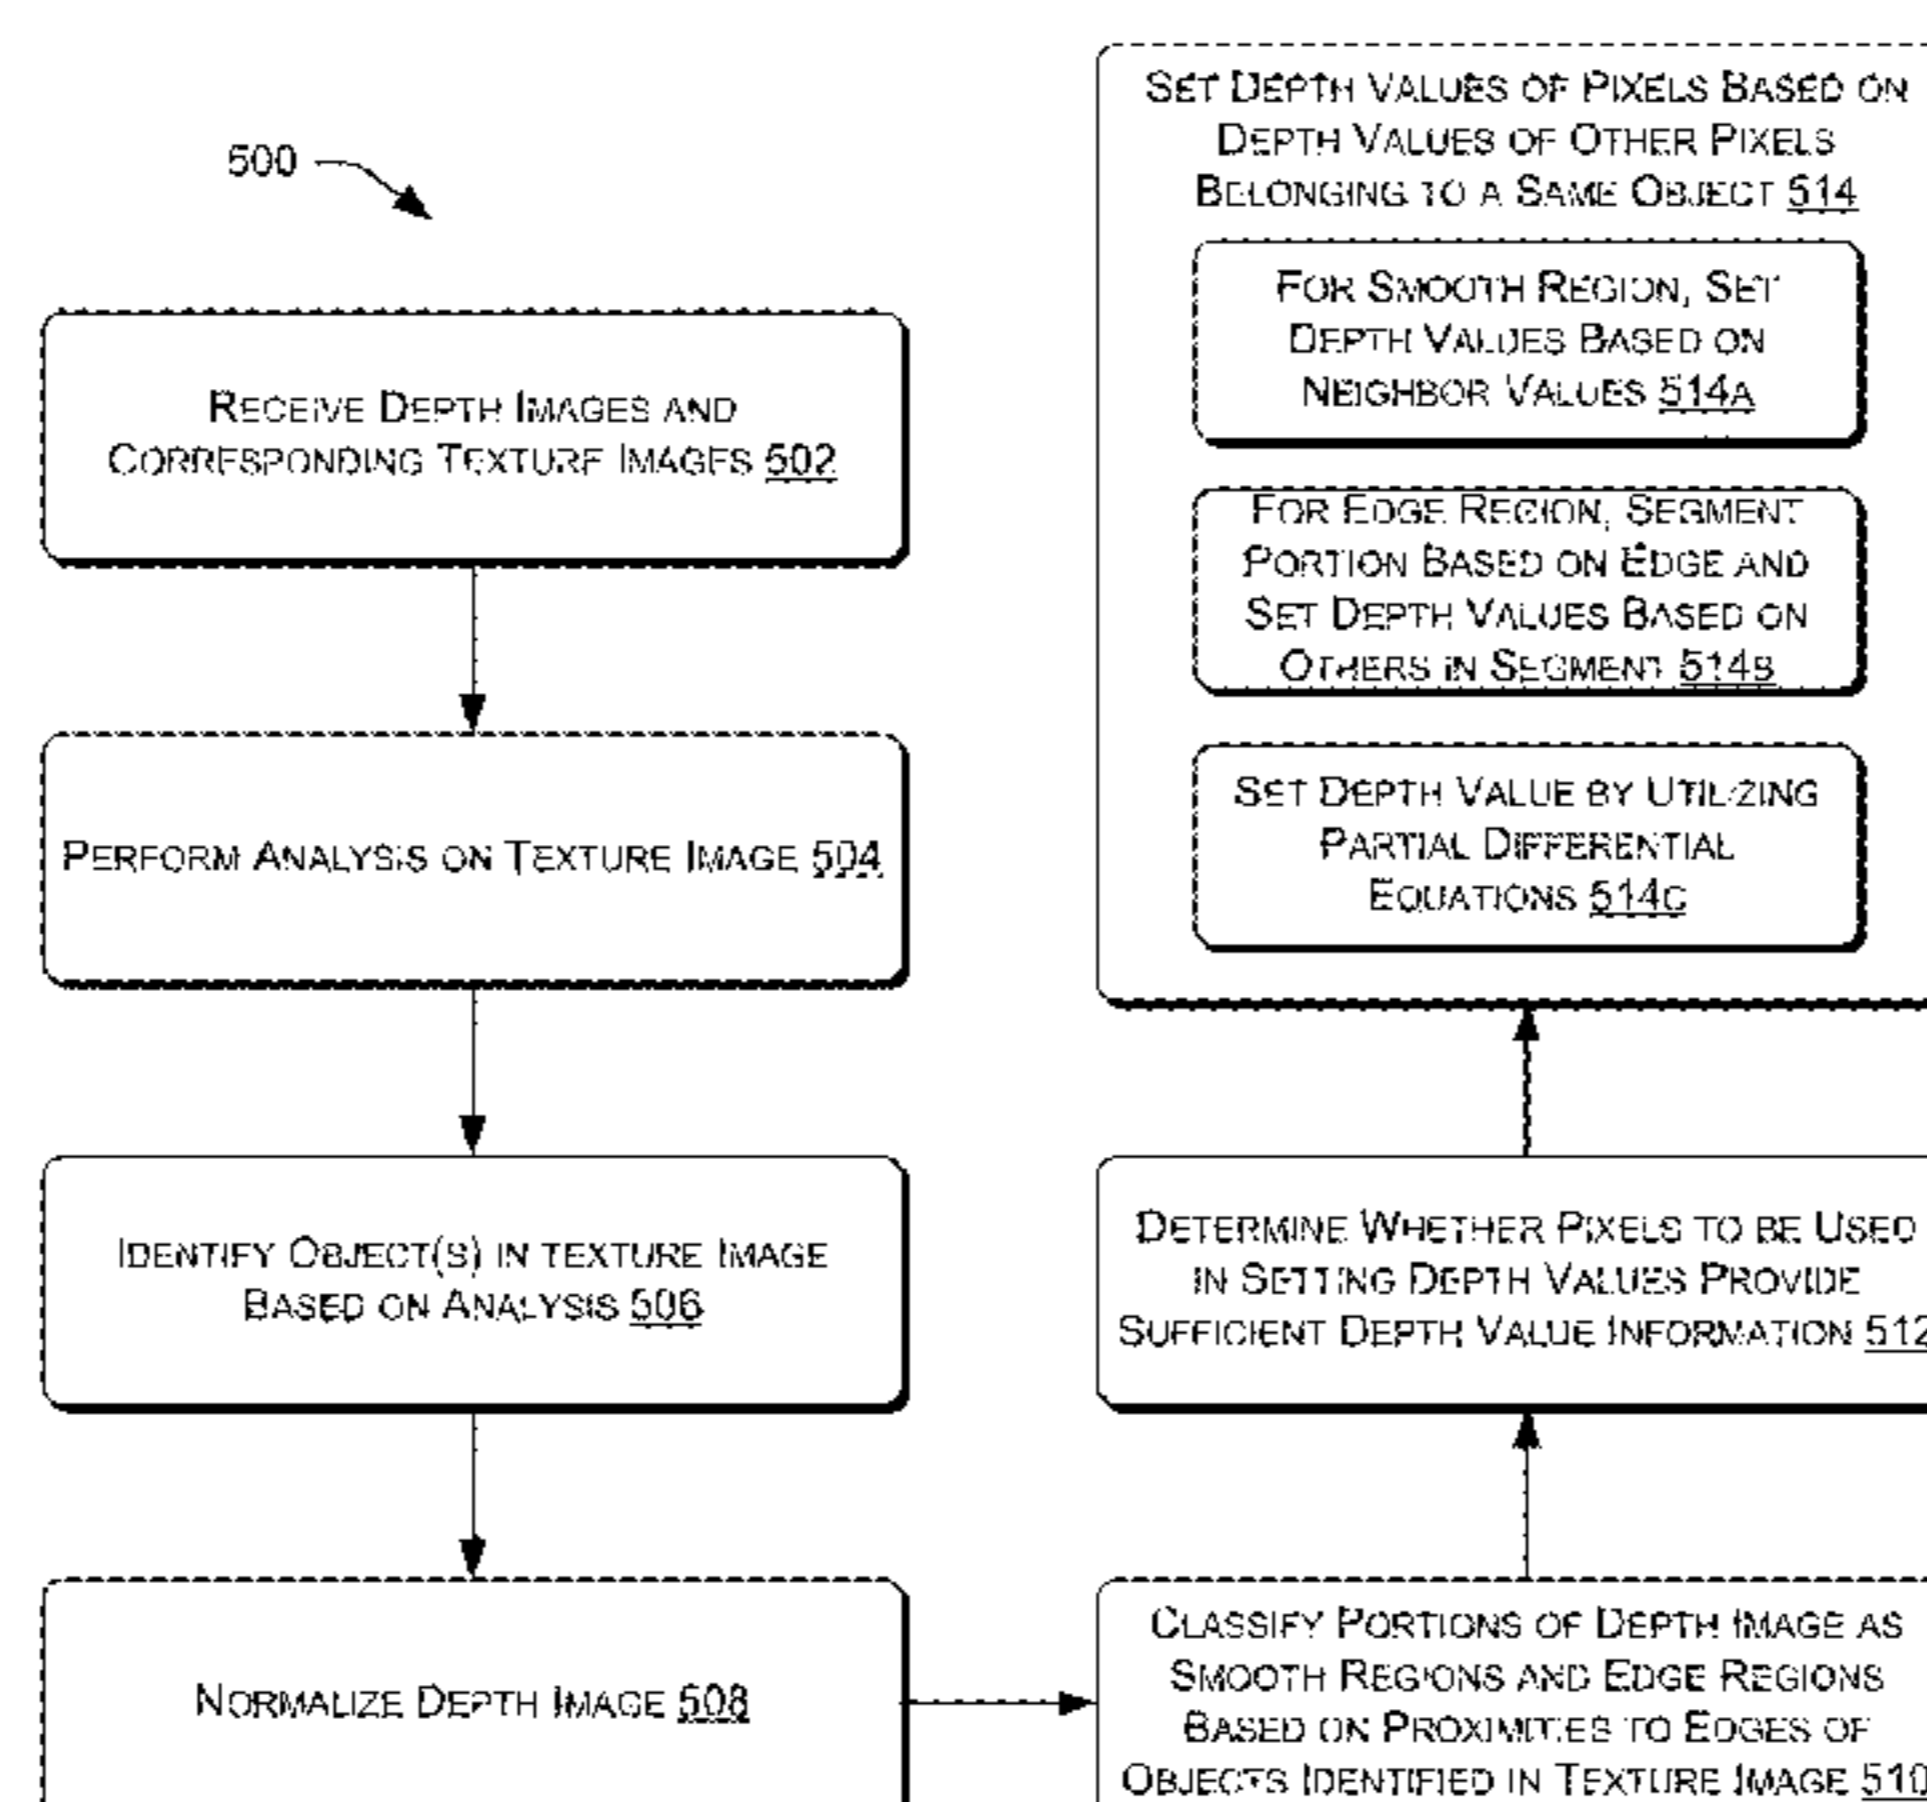 500
RECEIVE DEPTH IMAGES AND
CORRESPONDING TEXTURE IMAGES 502
PERFORM ANALYSIS ON TEXTURE IMAGE 504
IDENTIFY OBJECT(S) IN TEXTURE IMAGE
BASED ON ANALYSIS 506
NORMALIZE DEPTH IMAGE 508
CLASSIFY PORTIONS OF DEPTH IMAGE AS
SMOOTH REGIONS AND EDGE REGIONS
BASED ON PROXIMITIES TO EDGES OF
OBJECTS IDENTIFIED IN TEXTURE IMAGE 510
DETERMINE WHETHER PIXELS TO BE USED
IN SETTING DEPTH VALUES PROVIDE
SUFFICIENT DEPTH VALUE INFORMATION 512
SET DEPTH VALUES OF PIXELS BASED ON
DEPTH VALUES OF OTHER PIXELS
BELONGING TO A SAME OBJECT 514
FOR SMOOTH REGION, SET
DEPTH VALUES BASED ON
NEIGHBOR VALUES 514A
FOR EDGE REGION, SEGMENT
PORTION BASED ON EDGE AND
SET DEPTH VALUES BASED ON
OTHERS IN SEGMENT 514B
SET DEPTH VALUE BY UTILIZING
PARTIAL DIFFERENTIAL
EQUATIONS 514C